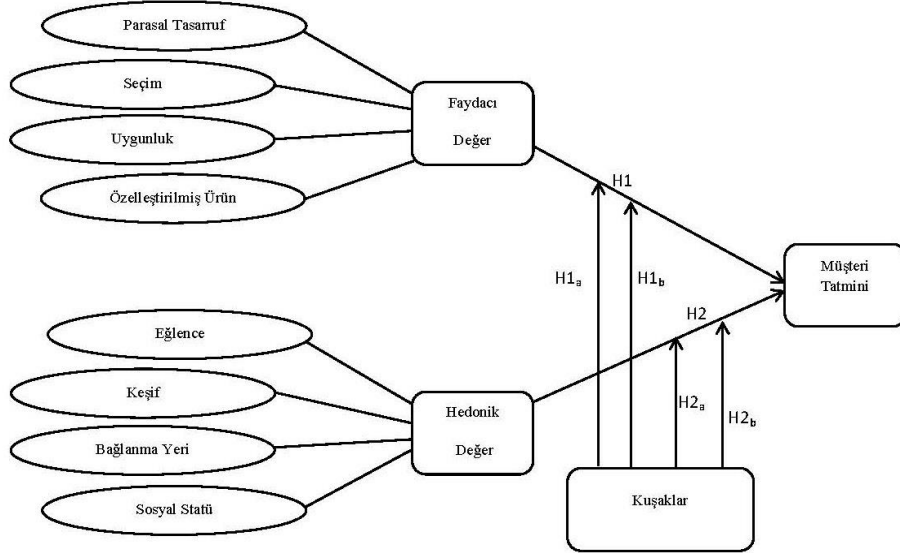 Parasal Tasarruf
Seçim
Uygunluk
Özelleştirilmiş Ürün
Faydacı
Değer
H1
H1a
H1b
Müşteri
Tatmini
Eğlence
Keşif
Bağlanma Yeri
Sosyal Statü
Hedonik
Değer
H2
H2a
H2b
Kuşaklar